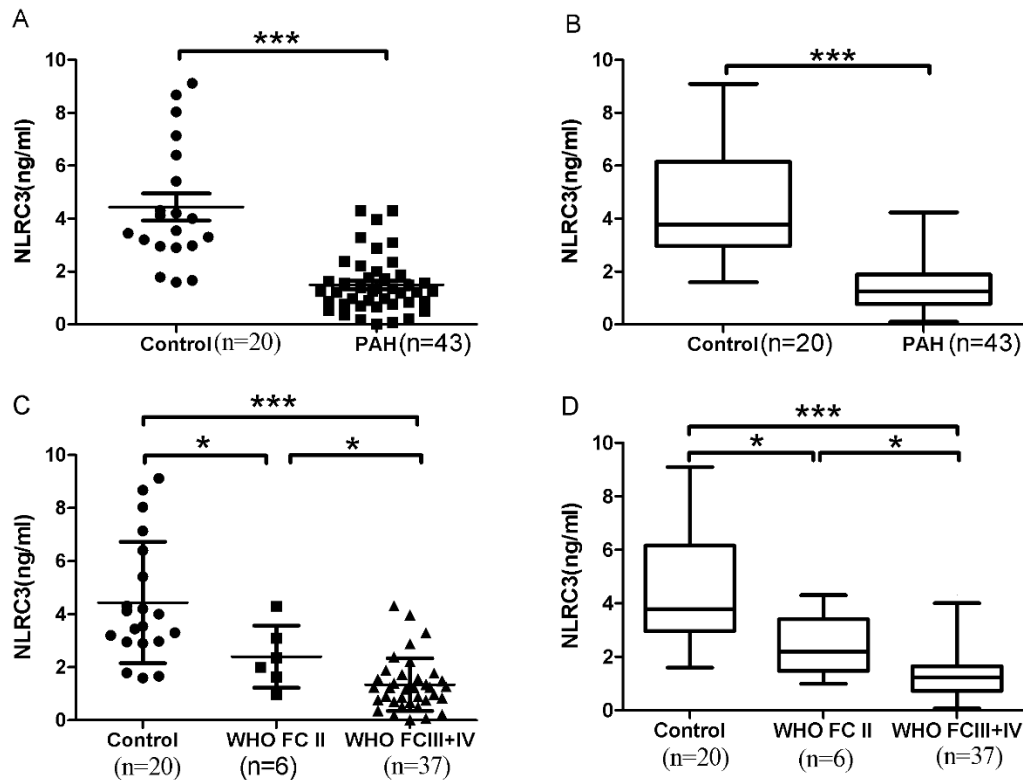 A
***
10
8
6
4
2
0
NLRC3(ng/ml)
Control(n=20)
PAH(n=43)
B
***
10
8
6
4
2
0
NLRC3(ng/ml)
Control(n=20)
PAH(n=43)
C
***
*
*
10
8
6
4
2
0
NLRC3(ng/ml)
Control
(n=20)
WHO FC II
(n=6)
WHO FCIII+IV
(n=37)
D
***
*
*
10
8
6
4
2
0
NLRC3(ng/ml)
Control
(n=20)
WHO FC II
(n=6)
WHO FCIII+IV
(n=37)